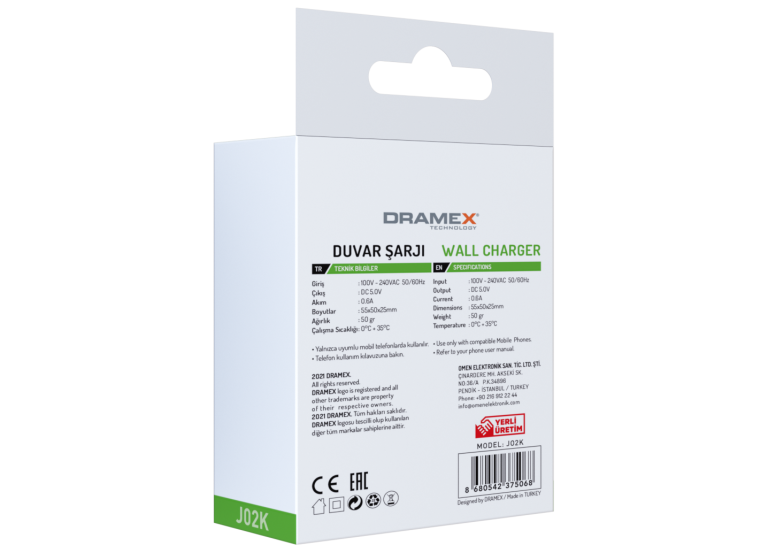 DRAMEX
TECHNOLOGY
DUVAR ŞARJI
TR TEKNİK BİLGİLER
Giriş : 100V - 240VAC 50/60Hz
Çıkış : DC 5.0V
Akım : 0.6A
Boyutlar : 55x50x25mm
Ağırlık : 50 gr
Çalışma Sıcaklığı: 0°C + 35°C
• Yalnızca uyumlu mobil telefonlarda kullanılır.
• Telefon kullanım kılavuzuna bakın.
WALL CHARGER
EN SPECIFICATIONS
Input : 100V - 240VAC 50/60Hz
Output : DC 5.0V
Current : 0.6A
Dimensions : 55x50x25mm
Weight : 50 gr
Temperature : 0°C + 35°C
• Use only with compatible Mobile Phones.
• Refer to your phone user manual.
2021 DRAMEX.
All rights reserved.
DRAMEX logo is registered and all
other trademarks are property
of their respective owners.
2021 DRAMEX. Tüm hakları saklıdır.
DRAMEX logosu tescilli olup kullanılan
diğer tüm markalar sahiplerine aittir.
OMEN ELEKTRONİK SAN. TİC. LTD. ŞTİ.
ÇINARDERE MH. AKSEKİ SK.
NO:36/A P.K.34896
PENDİK - İSTANBUL / TURKEY
Phone: +90 216 912 22 44
info@omenelektronik.com
YERLİ
ÜRETİM
MODEL: J02K
8 680542 375068
Designed by DRAMEX / Made in TURKEY
CE EAC
J02K